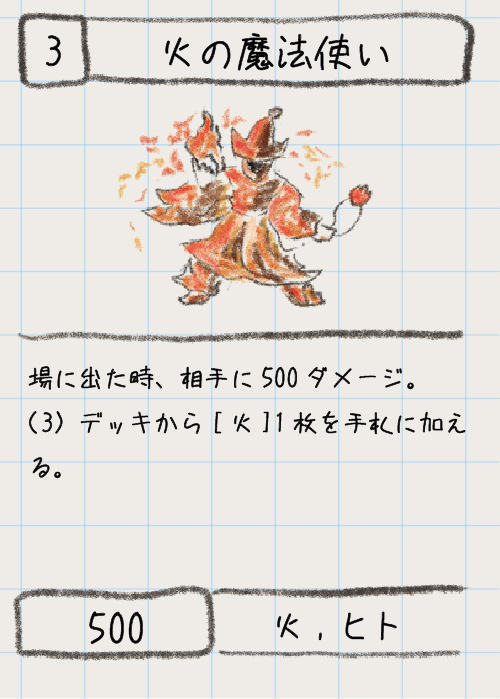 3
火の魔法使い
場に出た時、相手に500ダメージ。
(3) デッキから[火]1枚を手札に加え
る。
500
火,ヒト